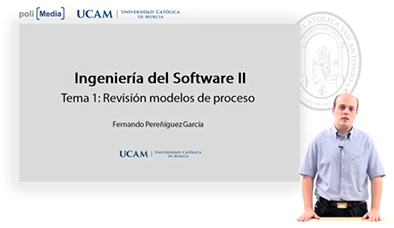 poli [Media] UCAM | UNIVERSIDAD CATÓLICA
DE MURCIA
Ingeniería del Software II
Tema 1: Revisión modelos de proceso
Fernando Pereñíguez García
UCAM | UNIVERSIDAD CATÓLICA
DE MURCIA